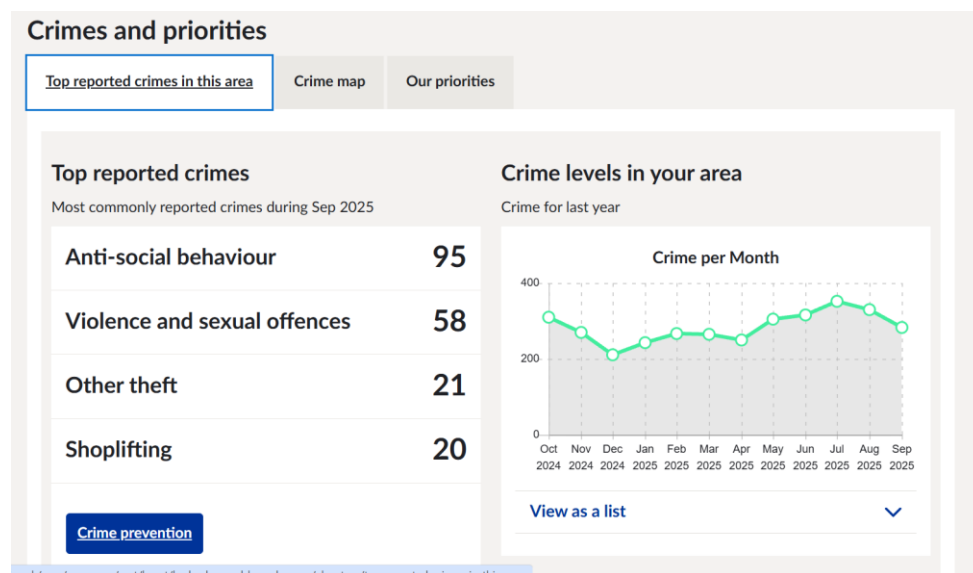 Crimes and priorities
Top reported crimes in this area
Crime map
Our priorities
Top reported crimes
Most commonly reported crimes during Sep 2025
Anti-social behaviour 95
Violence and sexual offences 58
Other theft 21
Shoplifting 20
Crime prevention
Crime levels in your area
Crime for last year
Crime per Month
400
200
0
Oct Nov Dec Jan Feb Mar Apr May Jun Jul Aug Sep
2024 2024 2024 2025 2025 2025 2025 2025 2025 2025 2025 2025
View as a list